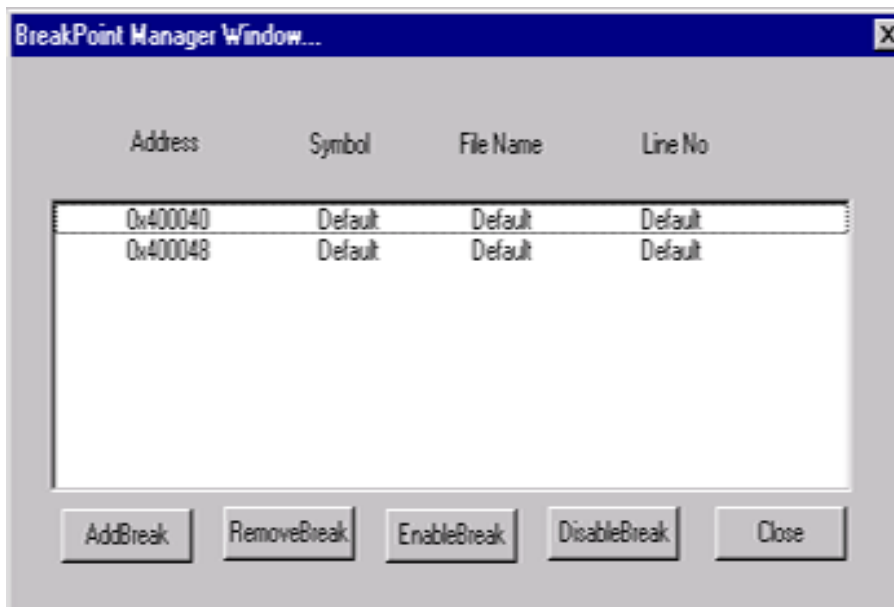 BreakPoint Manager Window...
Address Symbol File Name Line No
0x400040 Default Default Default
0x400048 Default Default Default
AddBreak RemoveBreak EnableBreak DisableBreak Close